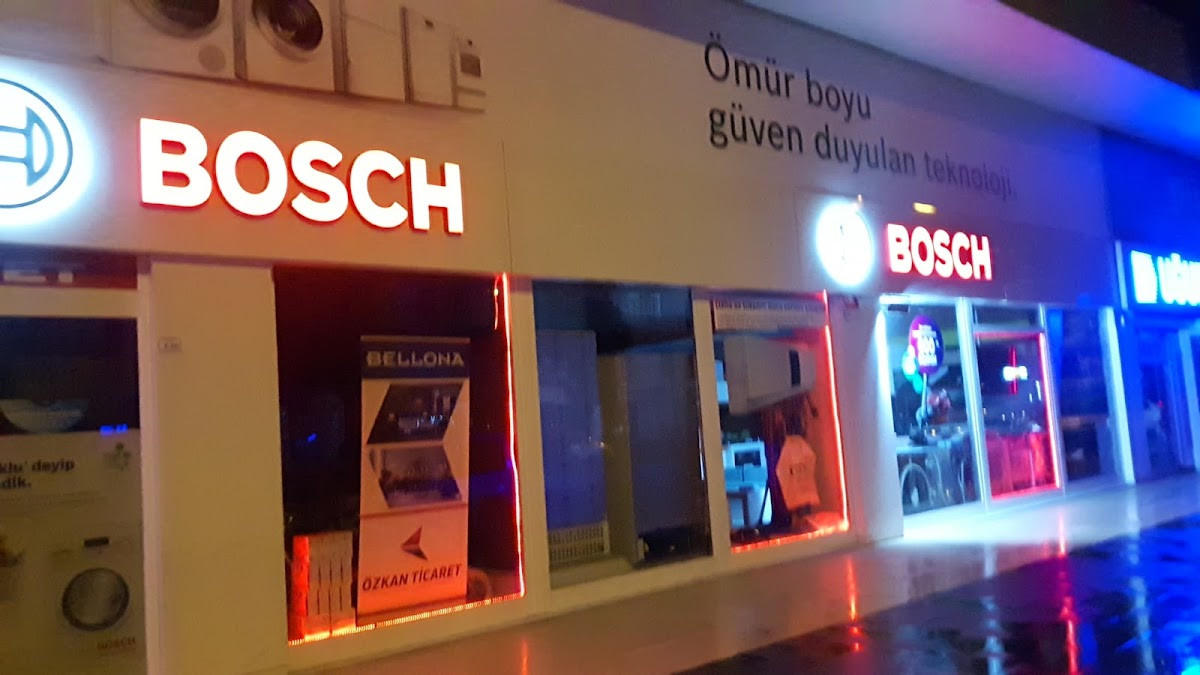 BOSCH
Ömür boyu
güven duyulan teknoloji.
BOSCH
BELLONA
ÖZKAN TİCARET
deyip
dik.
BOSCH